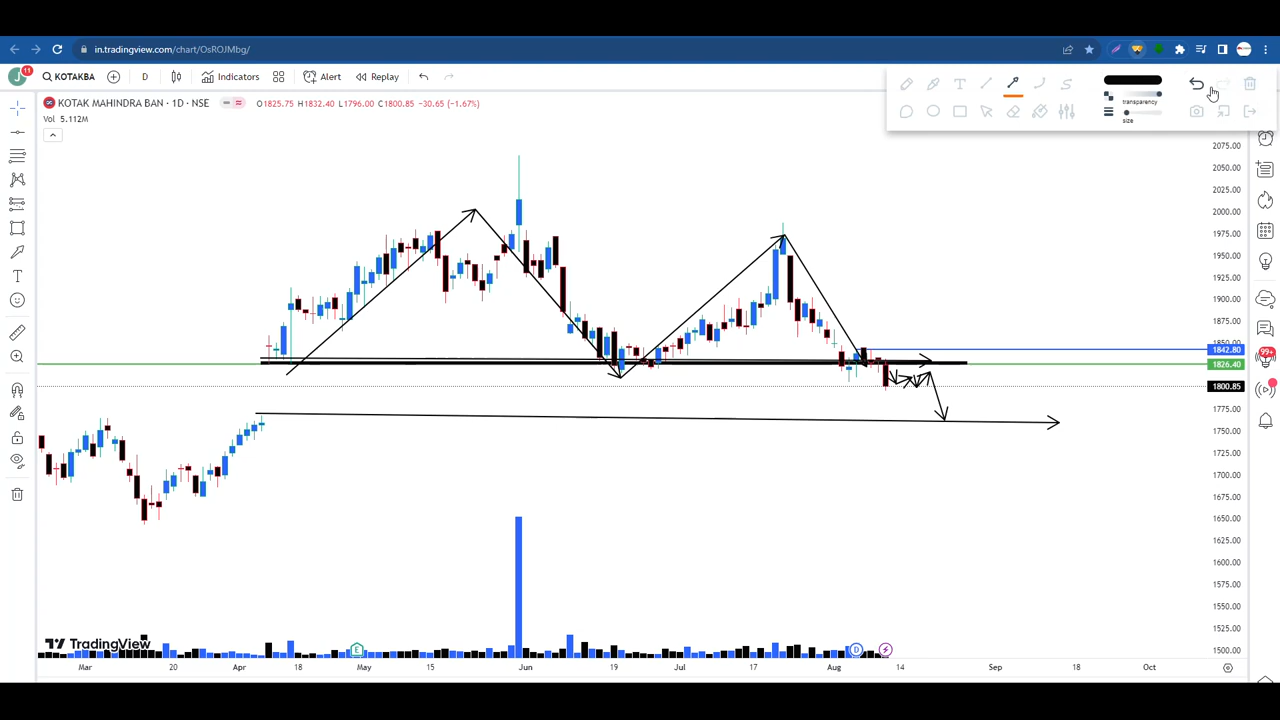 in.tradingview.com/chart/OsROJMbg/
J 11 KOTAKBA D Indicators Alert Replay
transparency
size
KOTAK MAHINDRA BAN · 1D · NSE O1825.75 H1832.40 L1796.00 C1800.85 -30.65 (-1.67%)
Vol 5.112M
2075.00
2050.00
2025.00
2000.00
1975.00
1950.00
1925.00
1900.00
1875.00
1850.00
1842.80
1826.40
1800.85
1775.00
1750.00
1725.00
1700.00
1675.00
1650.00
1625.00
1600.00
1575.00
1550.00
1525.00
1500.00
99+
TradingView
E D
Mar 20 Apr 18 May 15 Jun 19 Jul 17 Aug 14 Sep 18 Oct